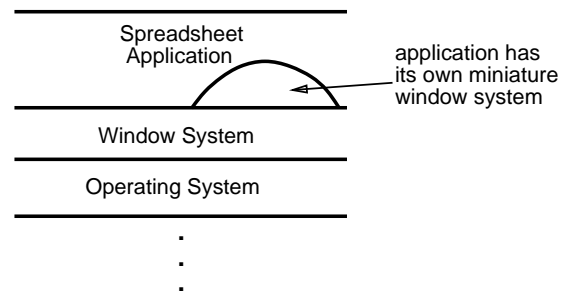 Spreadsheet
Application
application has
its own miniature
window system
Window System
Operating System